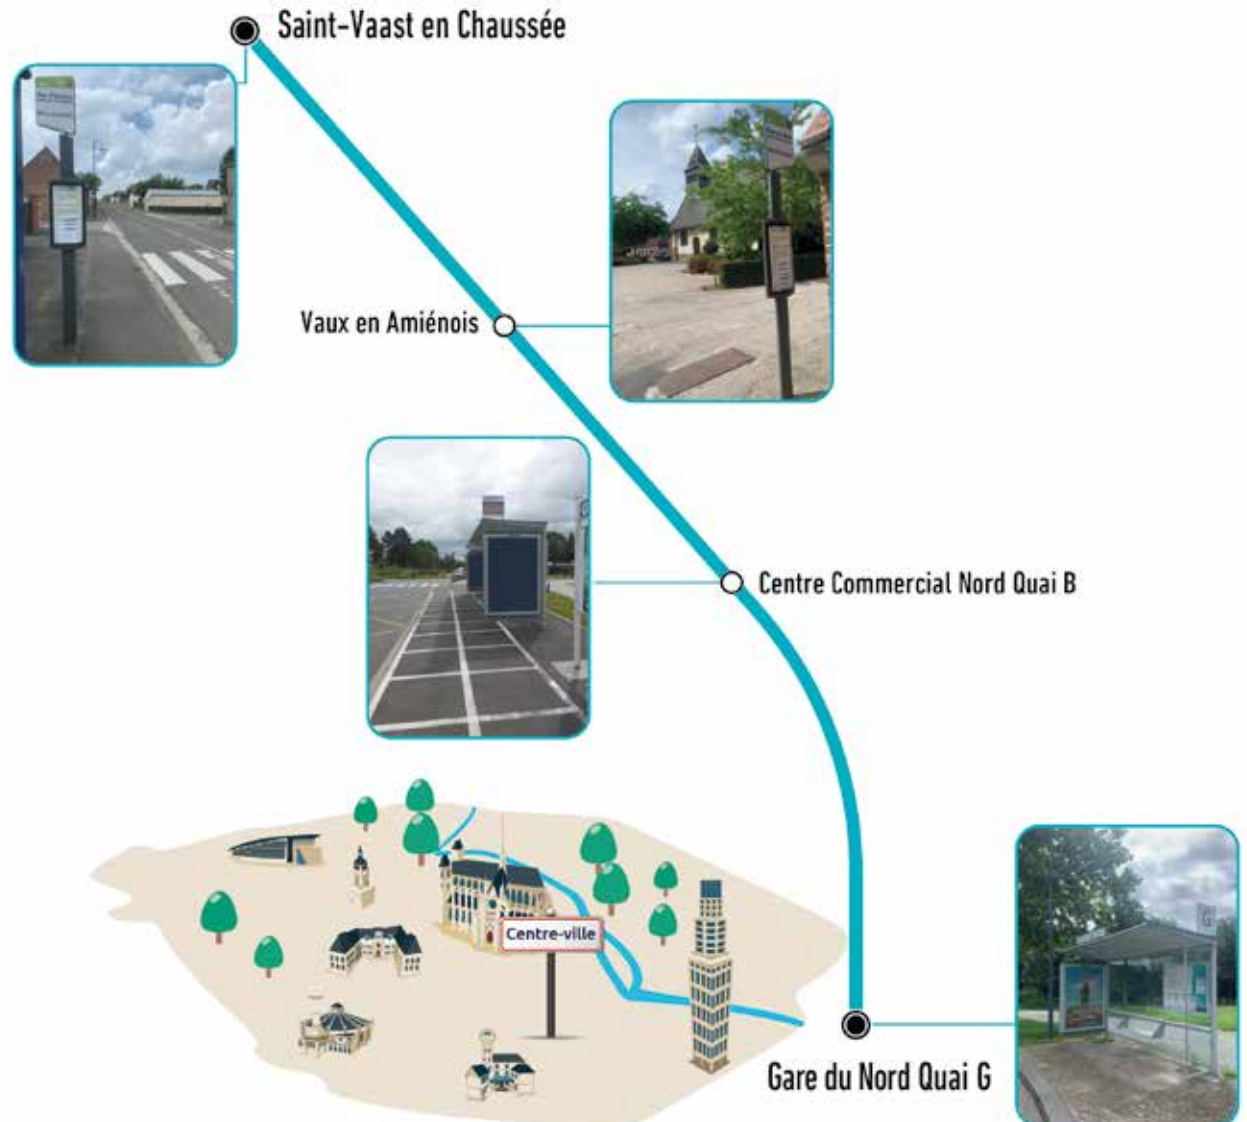 Saint-Vaast en Chaussée
Vaux en Amiénois
Centre Commercial Nord Quai B
Centre-ville
G
Gare du Nord Quai G